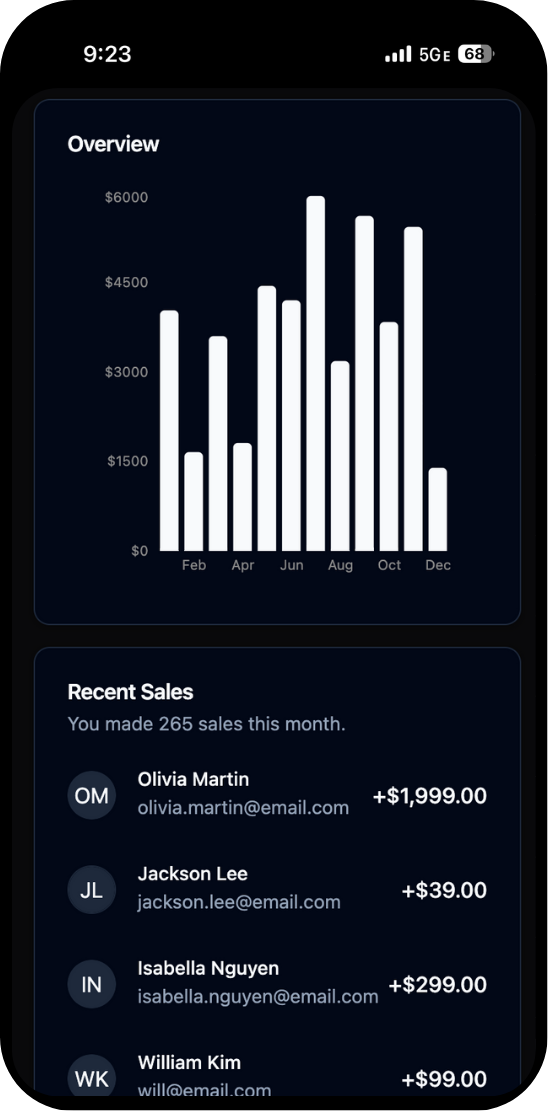 9:23 5GE 68
Overview
$6000
$4500
$3000
$1500
$0
Feb Apr Jun Aug Oct Dec
Recent Sales
You made 265 sales this month.
OM
Olivia Martin
olivia.martin@email.com
+$1,999.00
JL
Jackson Lee
jackson.lee@email.com
+$39.00
IN
Isabella Nguyen
isabella.nguyen@email.com
+$299.00
WK
William Kim
will@email.com
+$99.00